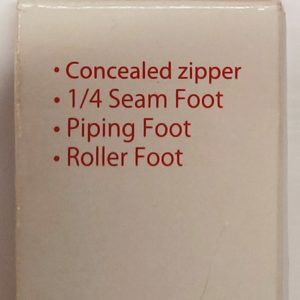 • Concealed zipper
• 1/4 Seam Foot
• Piping Foot
• Roller Foot